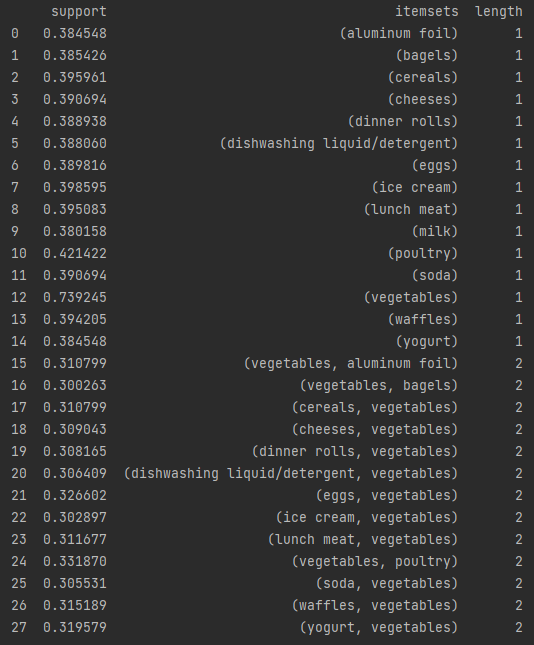 support itemsets length
0 0.384548 (aluminum foil) 1
1 0.385426 (bagels) 1
2 0.395961 (cereals) 1
3 0.390694 (cheeses) 1
4 0.388938 (dinner rolls) 1
5 0.388060 (dishwashing liquid/detergent) 1
6 0.389816 (eggs) 1
7 0.398595 (ice cream) 1
8 0.395083 (lunch meat) 1
9 0.380158 (milk) 1
10 0.421422 (poultry) 1
11 0.390694 (soda) 1
12 0.739245 (vegetables) 1
13 0.394205 (waffles) 1
14 0.384548 (yogurt) 1
15 0.310799 (vegetables, aluminum foil) 2
16 0.300263 (vegetables, bagels) 2
17 0.310799 (cereals, vegetables) 2
18 0.309043 (cheeses, vegetables) 2
19 0.308165 (dinner rolls, vegetables) 2
20 0.306409 (dishwashing liquid/detergent, vegetables) 2
21 0.326602 (eggs, vegetables) 2
22 0.302897 (ice cream, vegetables) 2
23 0.311677 (lunch meat, vegetables) 2
24 0.331870 (vegetables, poultry) 2
25 0.305531 (soda, vegetables) 2
26 0.315189 (waffles, vegetables) 2
27 0.319579 (yogurt, vegetables) 2